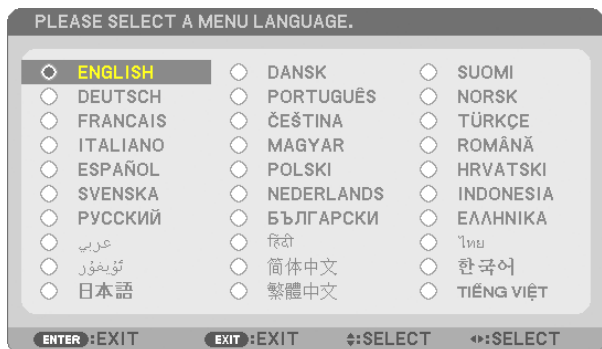 PLEASE SELECT A MENU LANGUAGE.
ENGLISH DANSK SUOMI
DEUTSCH PORTUGUÊS NORSK
FRANCAIS ČEŠTINA TÜRKÇE
ITALIANO MAGYAR ROMÂNĂ
ESPAÑOL POLSKI HRVATSKI
SVENSKA NEDERLANDS INDONESIA
РУССКИЙ БЪЛГАРСКИ ΕΛΛΗΝΙΚΑ
عربي हिंदी ไทย
ئۇيغۇر 简体中文 한국어
日本語 繁體中文 TIẾNG VIỆT
ENTER :EXIT EXIT :EXIT :SELECT :SELECT